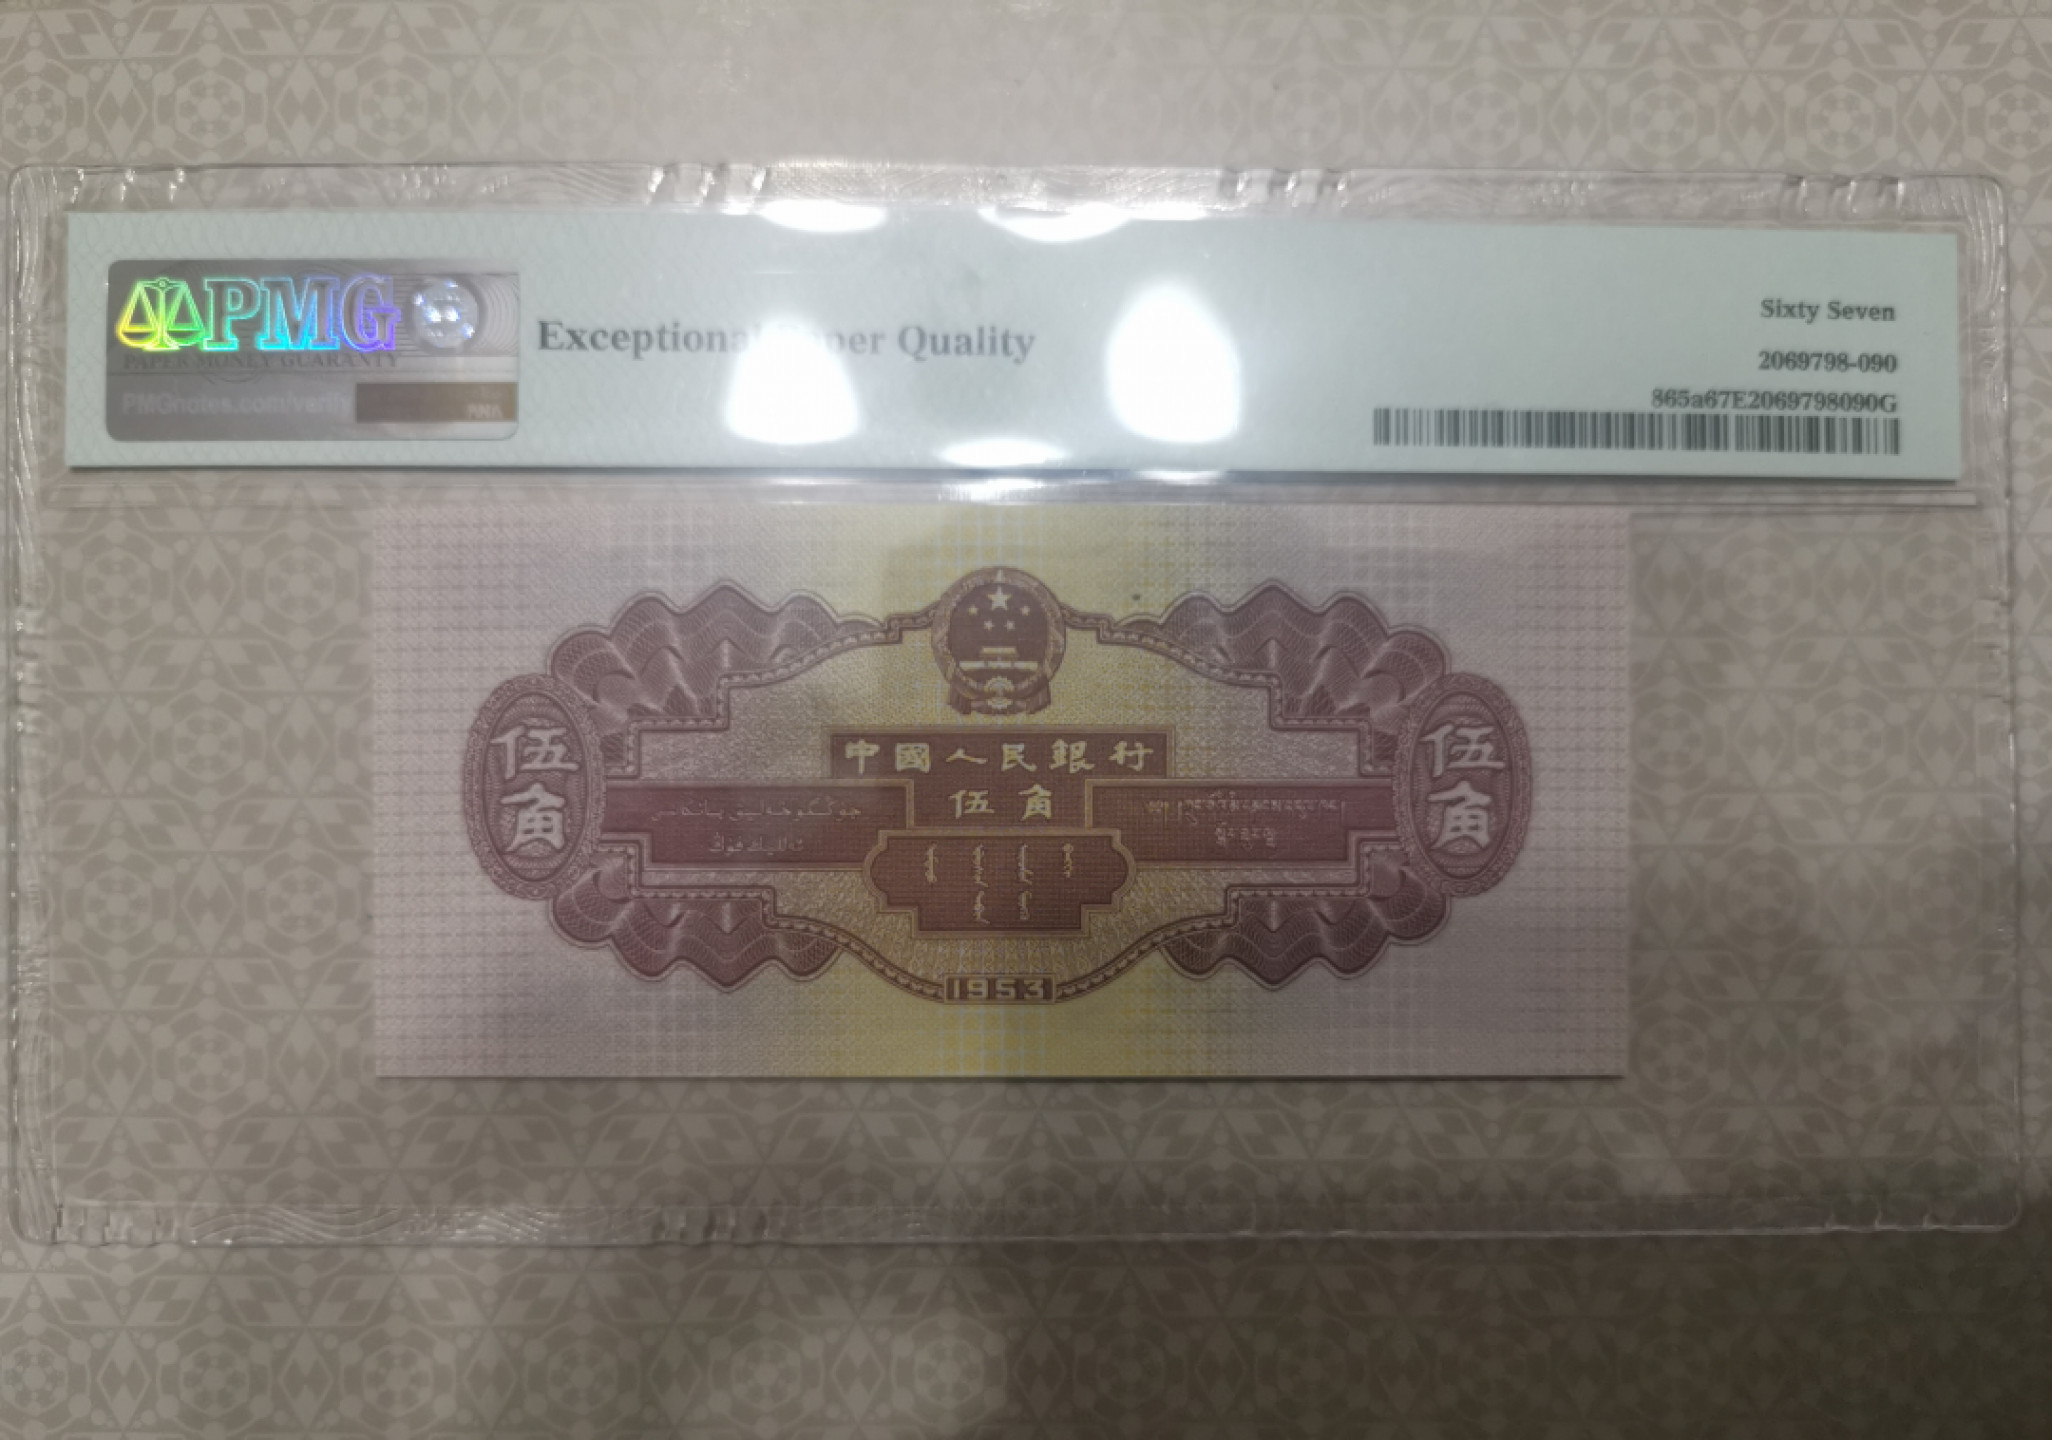 PMG
PAPER MONEY GUARANTY
PMGnotes.com/verify
Exceptional Paper Quality
Sixty Seven
2069798-090
865a67E2069798090G
伍角
伍角
中國人民銀行
伍角
1953